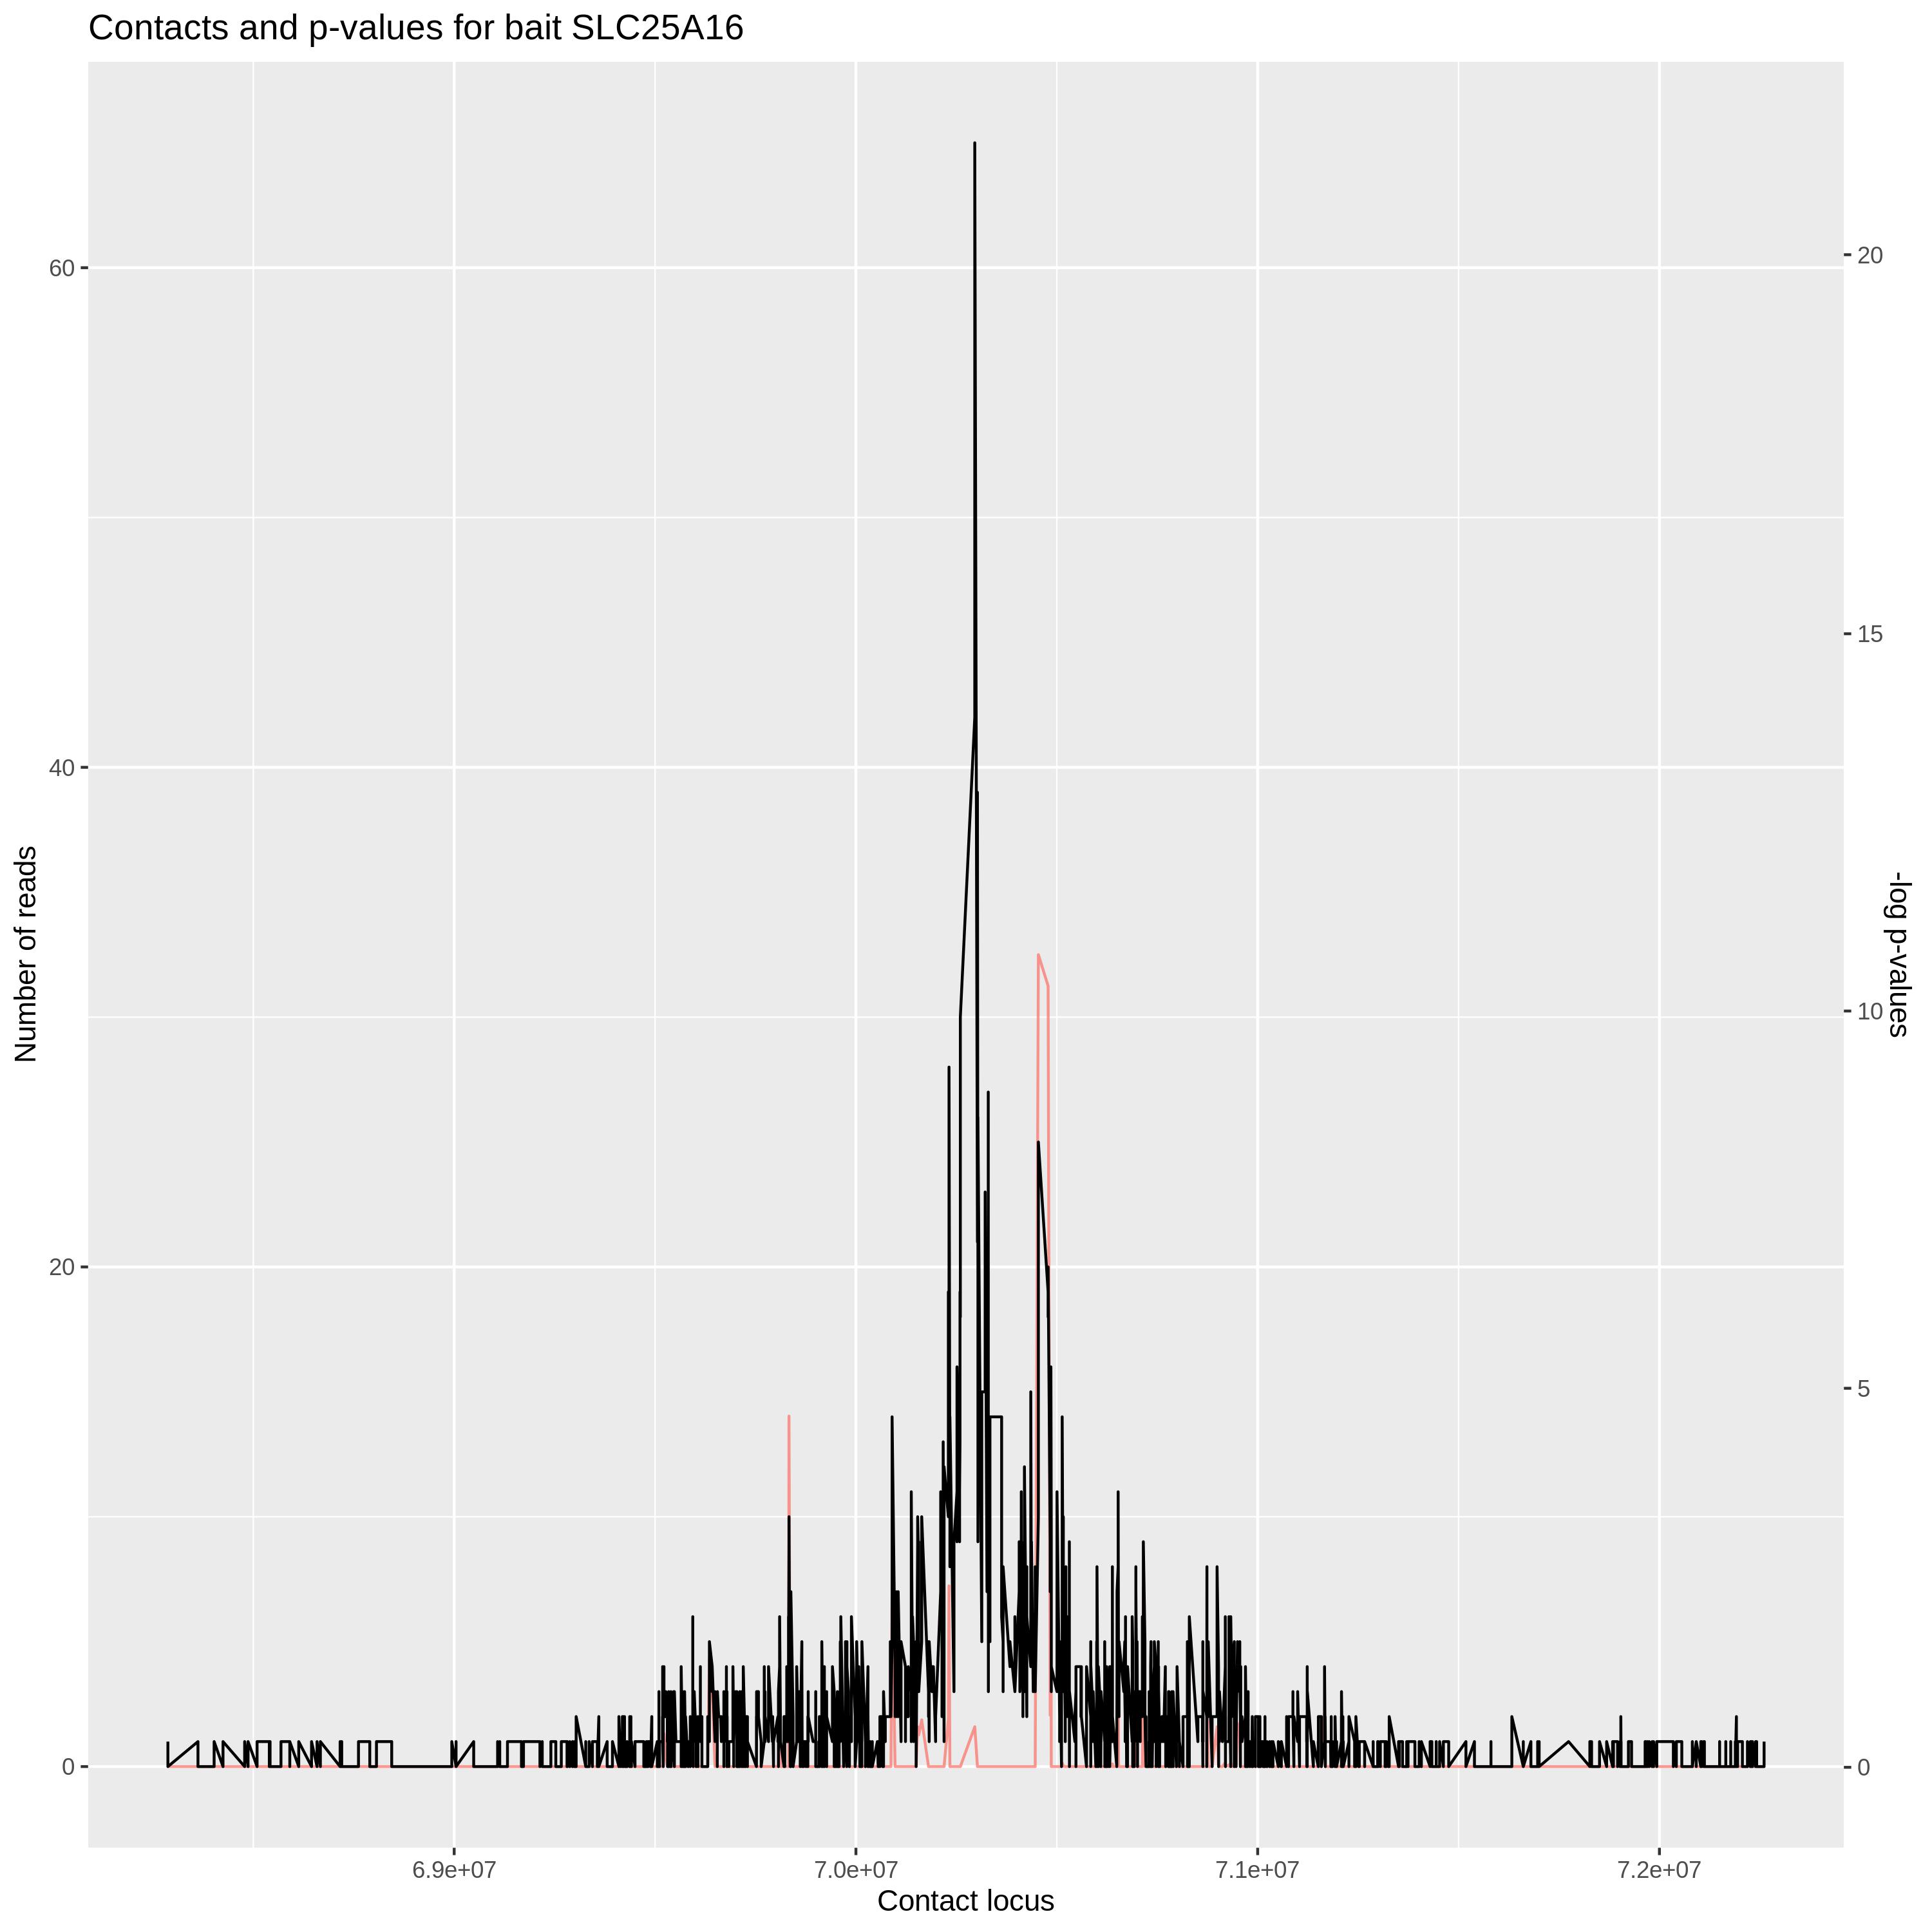 Contacts and p-values for bait SLC25A16
60
40
20
0
Number of reads
20
15
10
5
0
-log p-values
6.9e+07
7.0e+07
7.1e+07
7.2e+07
Contact locus